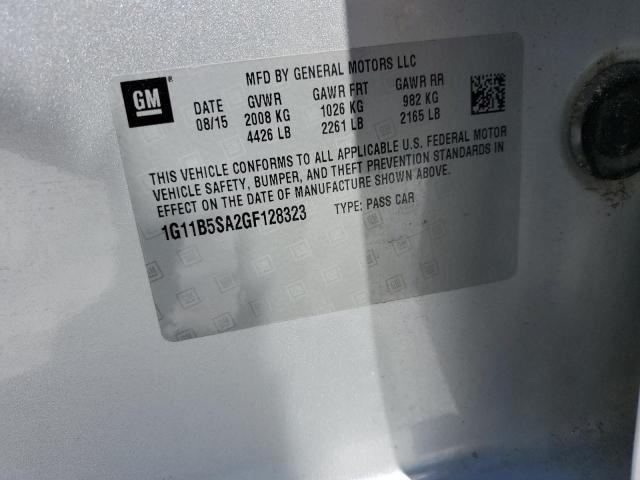 MFD BY GENERAL MOTORS LLC
GM
DATE GVWR GAWR FRT GAWR RR
08/15 2008 KG 1026 KG 982 KG
4426 LB 2261 LB 2165 LB
THIS VEHICLE CONFORMS TO ALL APPLICABLE U.S. FEDERAL MOTOR
VEHICLE SAFETY, BUMPER, AND THEFT PREVENTION STANDARDS IN
EFFECT ON THE DATE OF MANUFACTURE SHOWN ABOVE.
1G11B5SA2GF128323 TYPE: PASS CAR